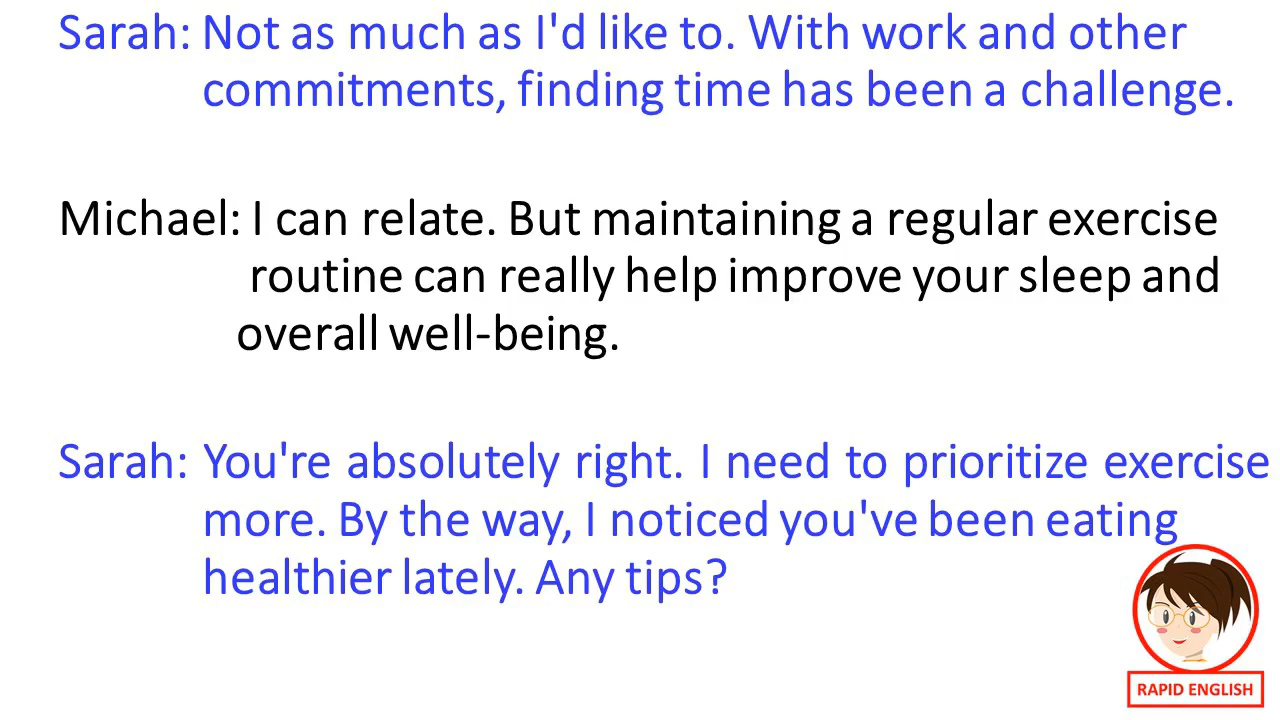 Sarah: Not as much as I'd like to. With work and other
commitments, finding time has been a challenge.
Michael: I can relate. But maintaining a regular exercise
routine can really help improve your sleep and
overall well-being.
Sarah: You're absolutely right. I need to prioritize exercise
more. By the way, I noticed you've been eating
healthier lately. Any tips?
RAPID ENGLISH